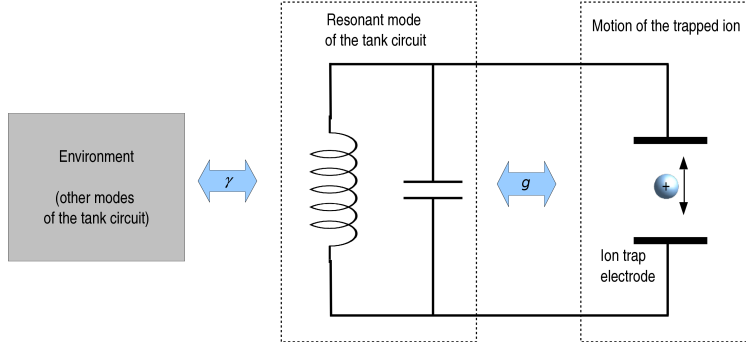 Resonant mode
of the tank circuit
Motion of the trapped ion
Environment
(other modes
of the tank circuit)
γ
g
+
Ion trap
electrode